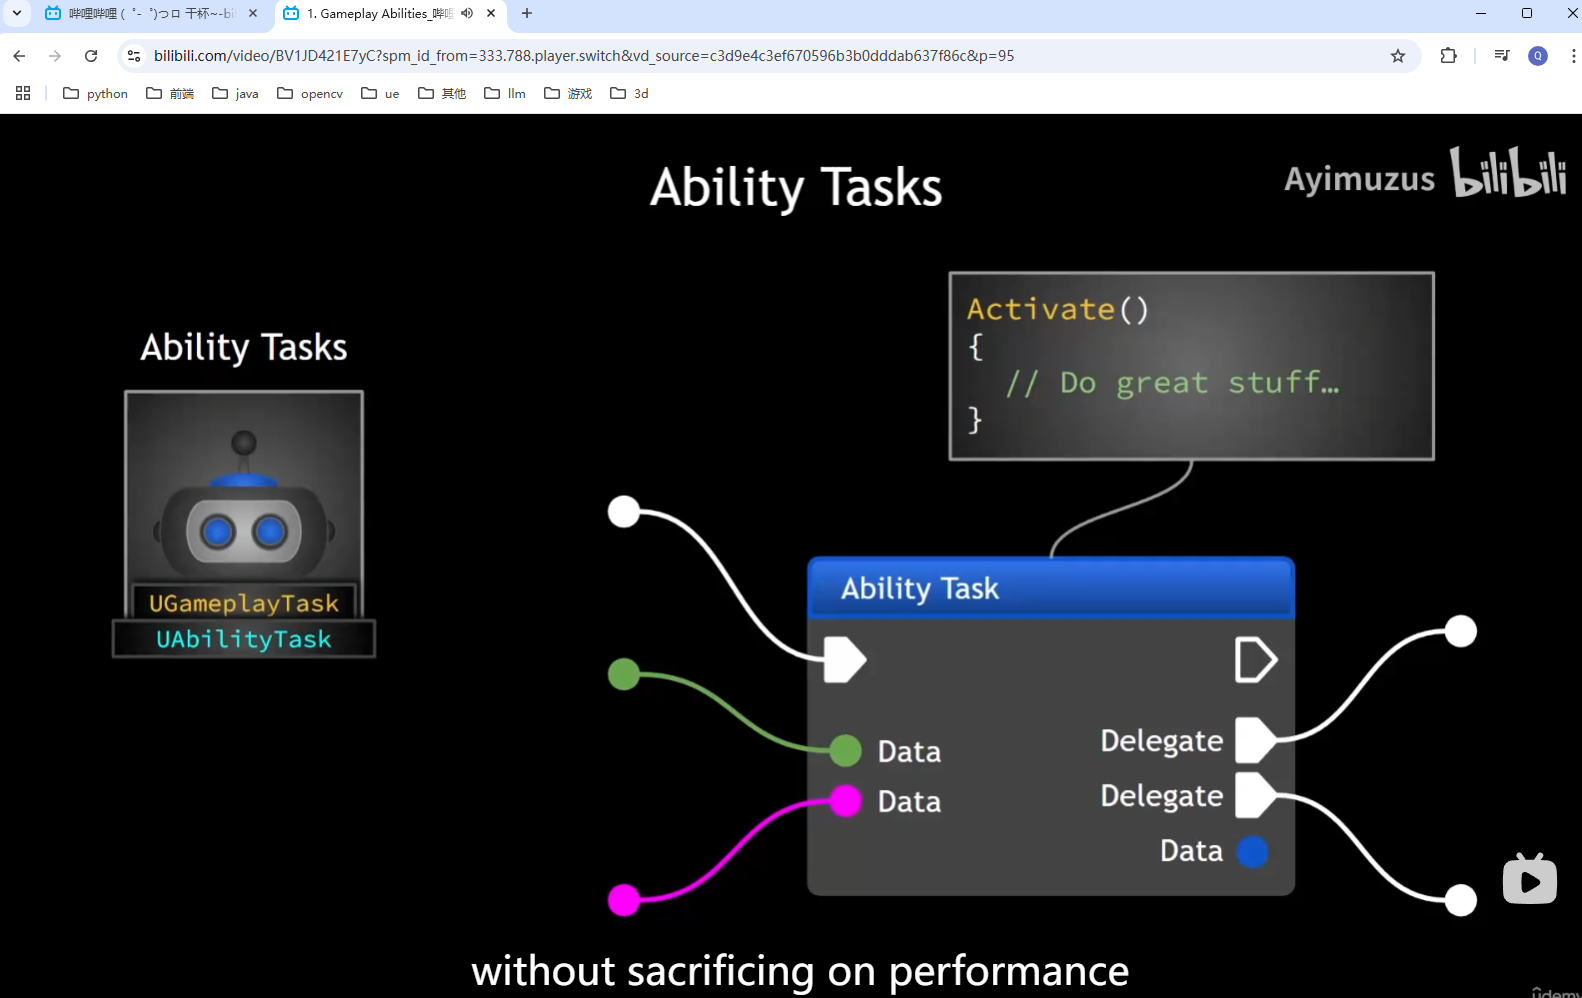 哔哩哔哩 ( ゜- ゜)つロ 干杯~-bi
1. Gameplay Abilities_哔哩
bilibili.com/video/BV1JD421E7yC?spm_id_from=333.788.player.switch&vd_source=c3d9e4c3ef670596b3b0dddab637f86c&p=95
Q
python 前端 java opencv ue 其他 llm 游戏 3d
Ability Tasks
Ayimuzus bilibili
Activate()
{
// Do great stuff…
}
Ability Tasks
UGameplayTask
UAbilityTask
Ability Task
Data
Data
Delegate
Delegate
Data
without sacrificing on performance